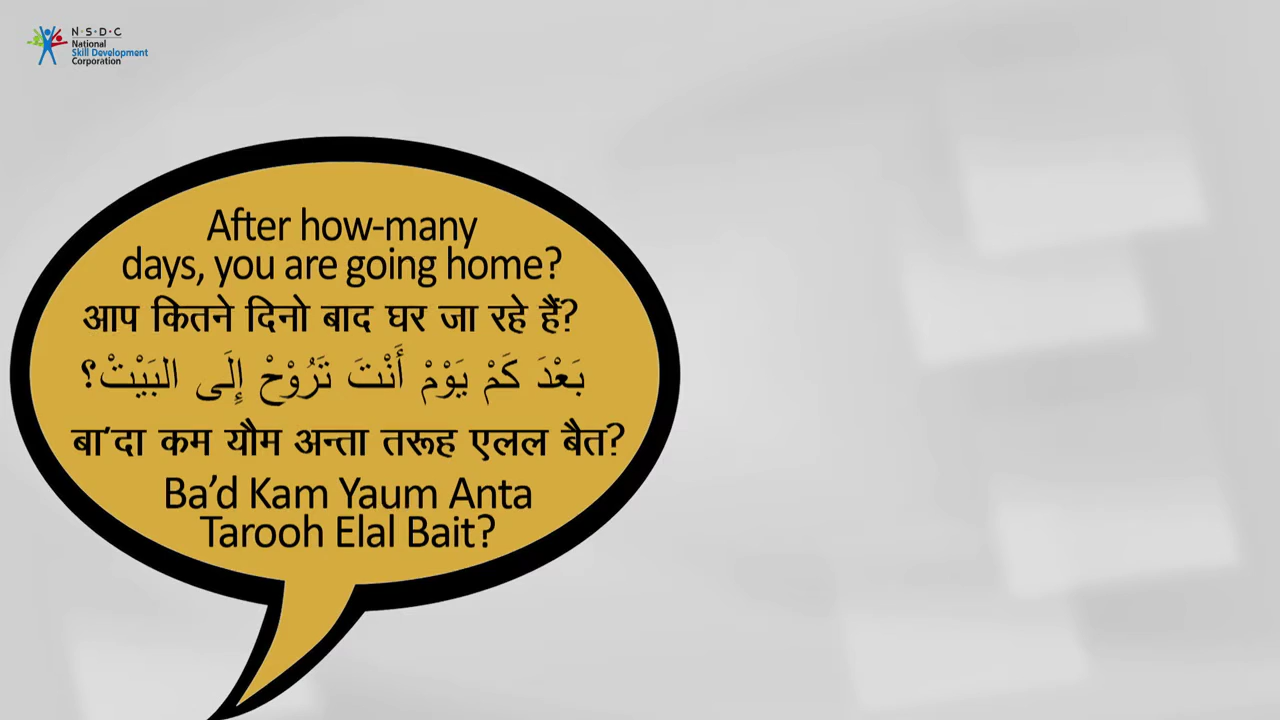 N·S·D·C
National
Skill Development
Corporation
After how-many
days, you are going home?
आप कितने दिनो बाद घर जा रहे हैं?
بَعْدَ كَمْ يَوْمْ أَنْتَ تَرُوْحْ إِلَى البَيْتْ؟
बा’दा कम यौम अन्ता तरूह एलल बैत?
Ba’d Kam Yaum Anta
Tarooh Elal Bait?